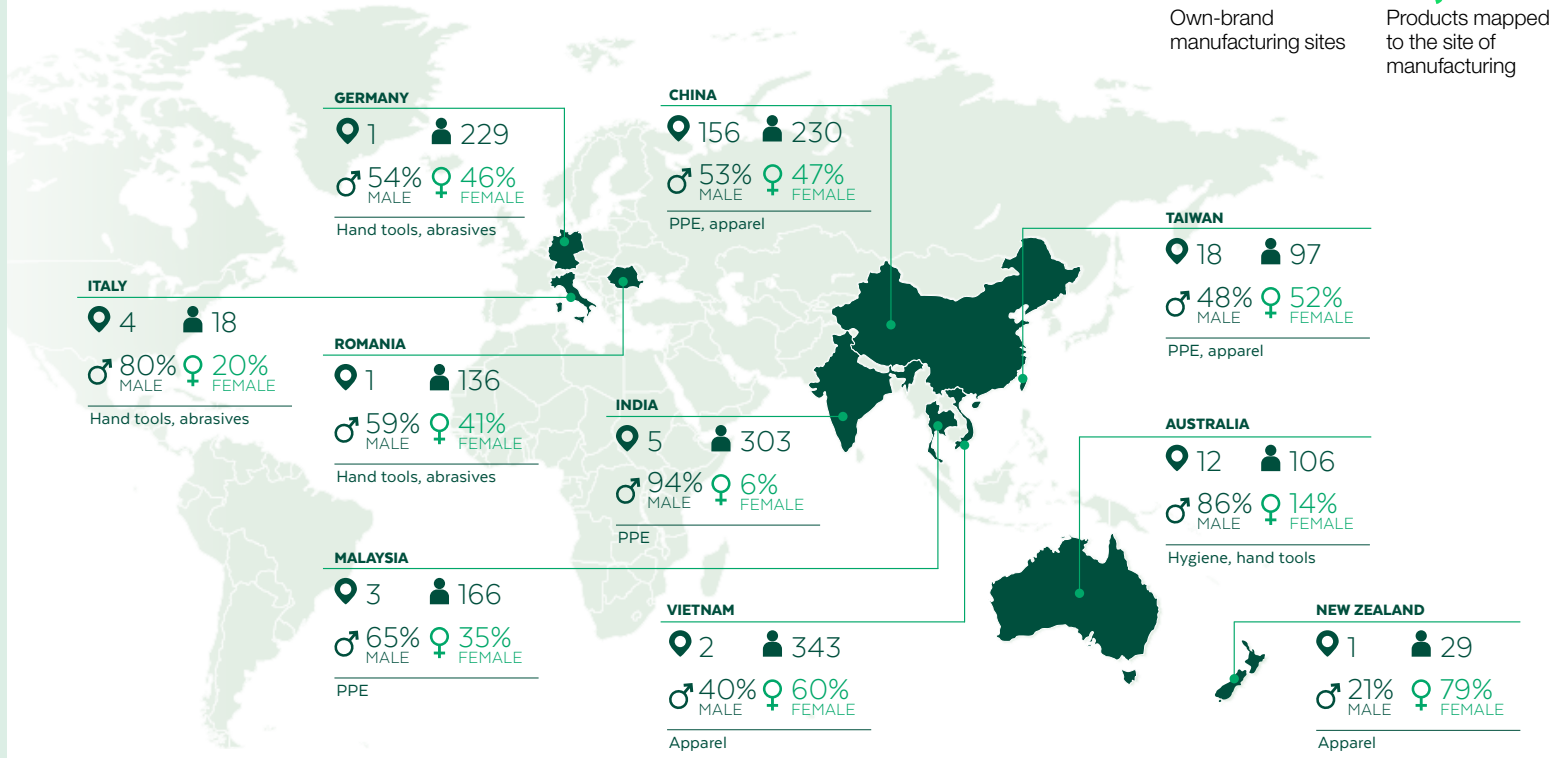 Own-brand
manufacturing sites
Products mapped
to the site of
manufacturing
GERMANY
1 229
54% MALE 46% FEMALE
Hand tools, abrasives
CHINA
156 230
53% MALE 47% FEMALE
PPE, apparel
TAIWAN
18 97
48% MALE 52% FEMALE
PPE, apparel
ITALY
4 18
80% MALE 20% FEMALE
Hand tools, abrasives
ROMANIA
1 136
59% MALE 41% FEMALE
Hand tools, abrasives
INDIA
5 303
94% MALE 6% FEMALE
PPE
AUSTRALIA
12 106
86% MALE 14% FEMALE
Hygiene, hand tools
MALAYSIA
3 166
65% MALE 35% FEMALE
PPE
VIETNAM
2 343
40% MALE 60% FEMALE
Apparel
NEW ZEALAND
1 29
21% MALE 79% FEMALE
Apparel